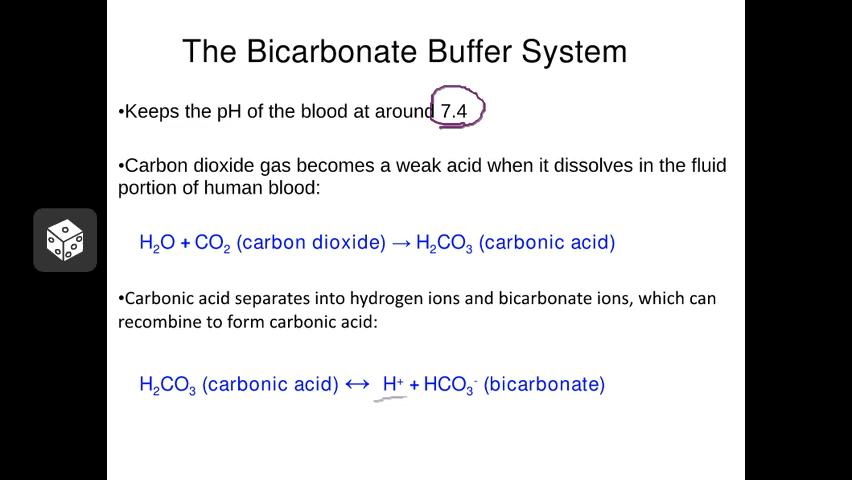 The Bicarbonate Buffer System
•Keeps the pH of the blood at around 7.4
•Carbon dioxide gas becomes a weak acid when it dissolves in the fluid
portion of human blood:
H₂O + CO₂ (carbon dioxide) → H₂CO₃ (carbonic acid)
•Carbonic acid separates into hydrogen ions and bicarbonate ions, which can
recombine to form carbonic acid:
H₂CO₃ (carbonic acid) ↔ H⁺ + HCO₃⁻ (bicarbonate)